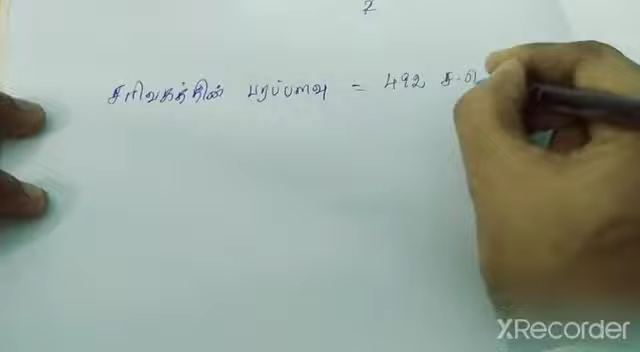 2
சரிவகத்தின் பரப்பளவு = 492 ச.
XRecorder